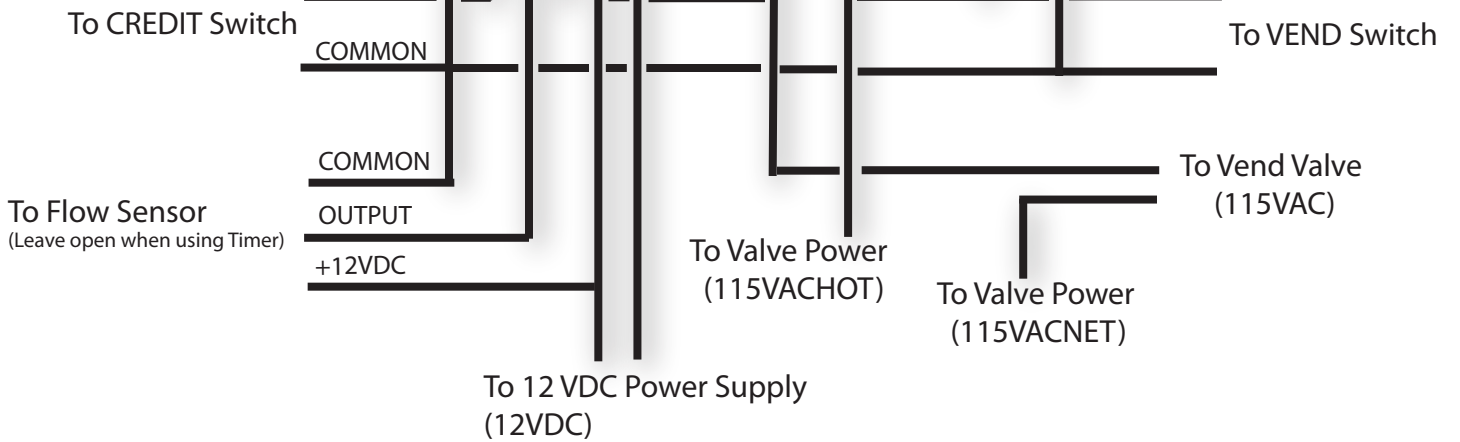 To CREDIT Switch
COMMON
To VEND Switch
COMMON
To Flow Sensor
(Leave open when using Timer)
OUTPUT
+12VDC
To Vend Valve
(115VAC)
To Valve Power
(115VACHOT)
To Valve Power
(115VACNET)
To 12 VDC Power Supply
(12VDC)